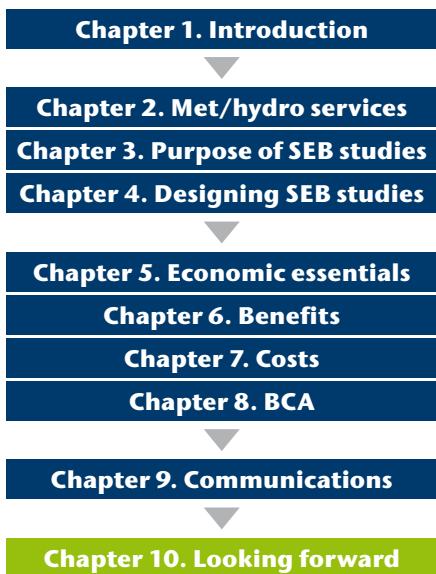 Chapter 1. Introduction
Chapter 2. Met/hydro services
Chapter 3. Purpose of SEB studies
Chapter 4. Designing SEB studies
Chapter 5. Economic essentials
Chapter 6. Benefits
Chapter 7. Costs
Chapter 8. BCA
Chapter 9. Communications
Chapter 10. Looking forward